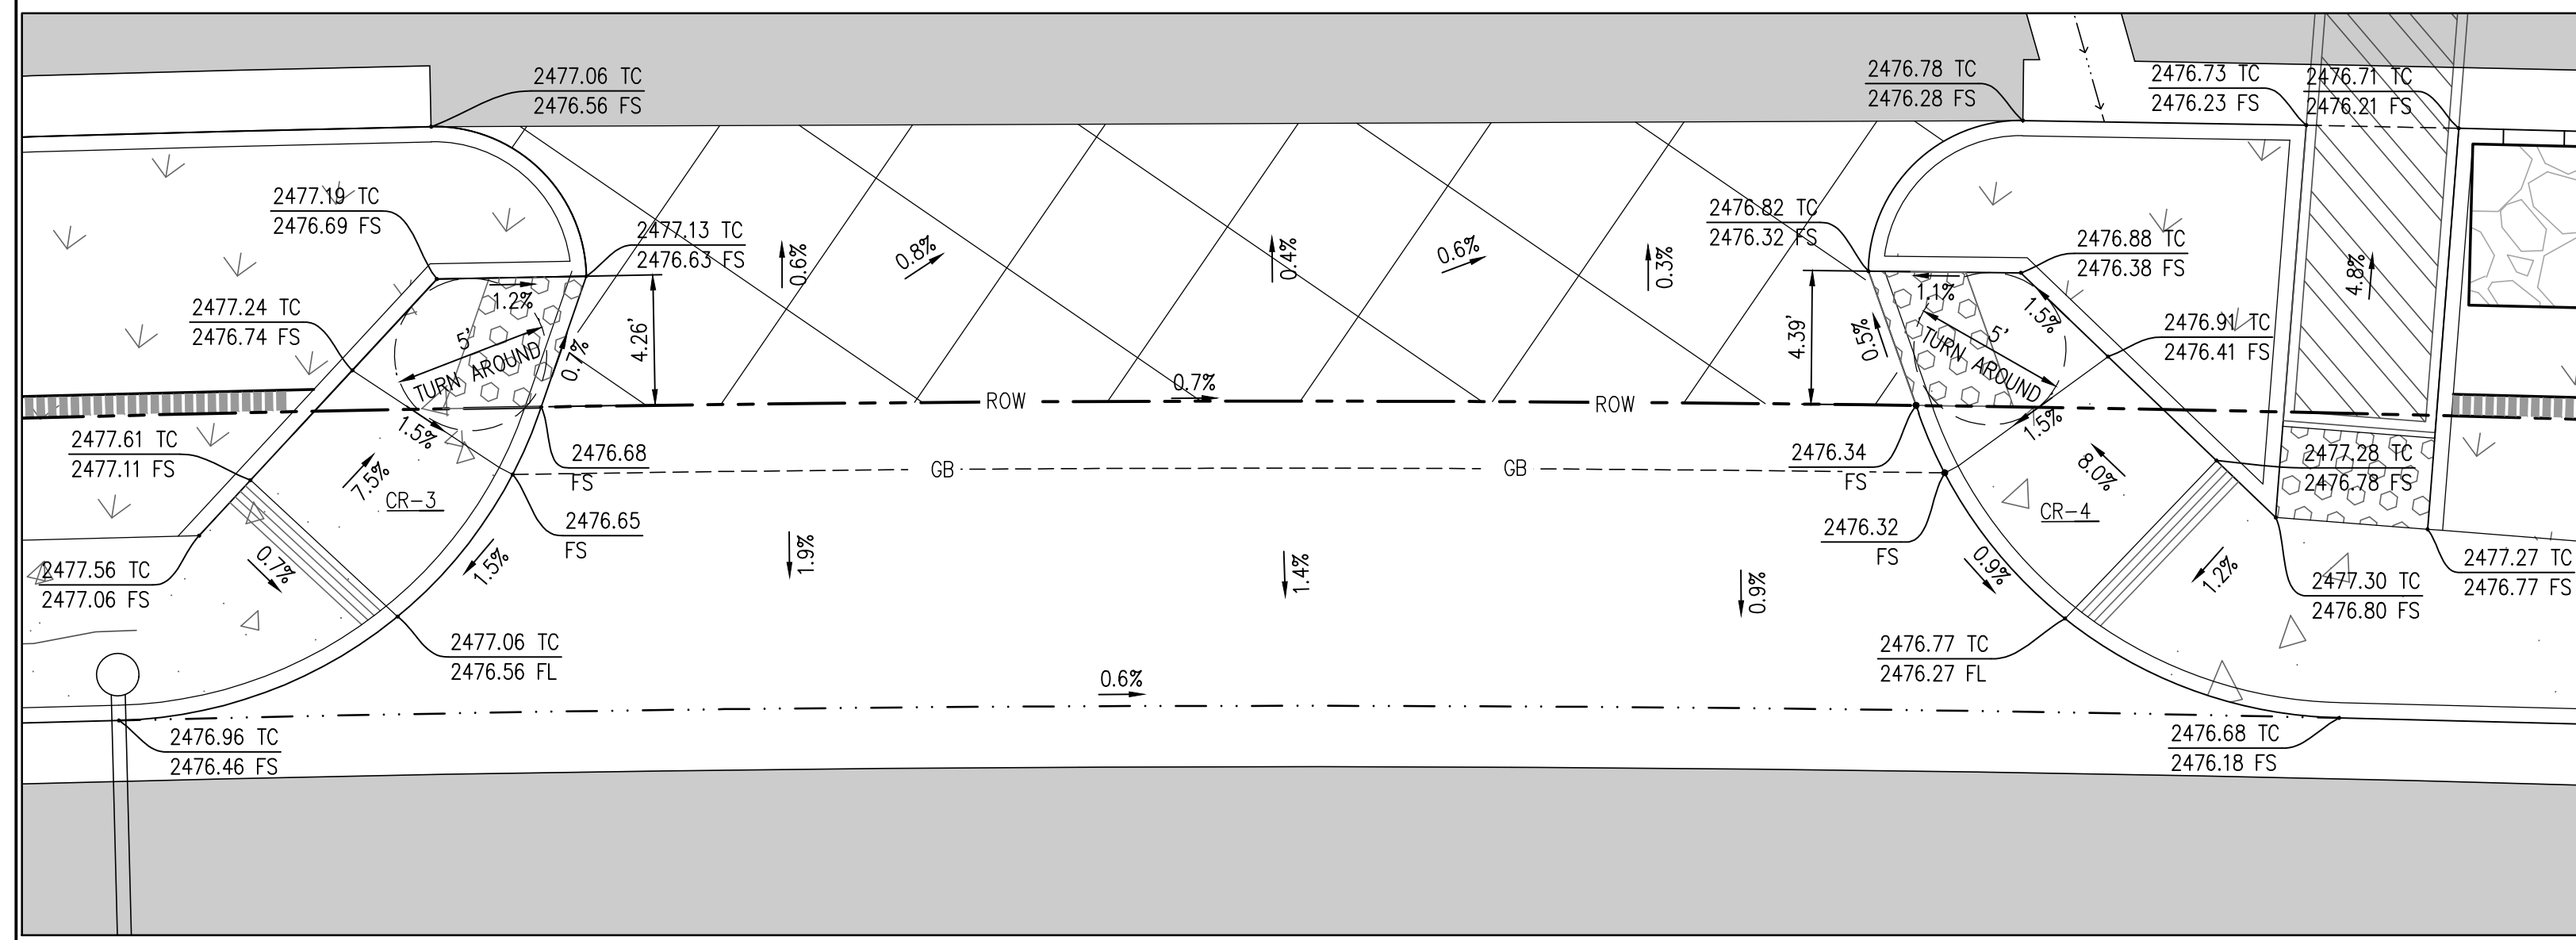 2477.06 TC
2476.56 FS
2476.78 TC
2476.28 FS
2476.73 TC
2476.23 FS
2476.71 TC
2476.21 FS
2477.19 TC
2476.69 FS
2477.13 TC
2476.63 FS
0.6%
0.8%
0.4%
0.6%
0.3%
2476.82 TC
2476.32 FS
2476.88 TC
2476.38 FS
4.8%
2477.24 TC
2476.74 FS
1.2%
5'
TURN AROUND
0.7%
4.26'
4.39'
0.5%
1.1%
5'
TURN AROUND
1.5%
2476.91 TC
2476.41 FS
0.7%
ROW
ROW
2477.61 TC
2477.11 FS
1.5%
7.5%
CR-3
2476.68
FS
GB
GB
2476.34
FS
1.5%
8.0%
CR-4
2477.28 TC
2476.78 FS
2476.65
FS
2476.32
FS
2477.56 TC
2477.06 FS
0.7%
1.5%
1.9%
1.4%
0.9%
0.9%
1.2%
2477.30 TC
2476.80 FS
2477.27 TC
2476.77 FS
2477.06 TC
2476.56 FL
2476.77 TC
2476.27 FL
0.6%
2476.96 TC
2476.46 FS
2476.68 TC
2476.18 FS